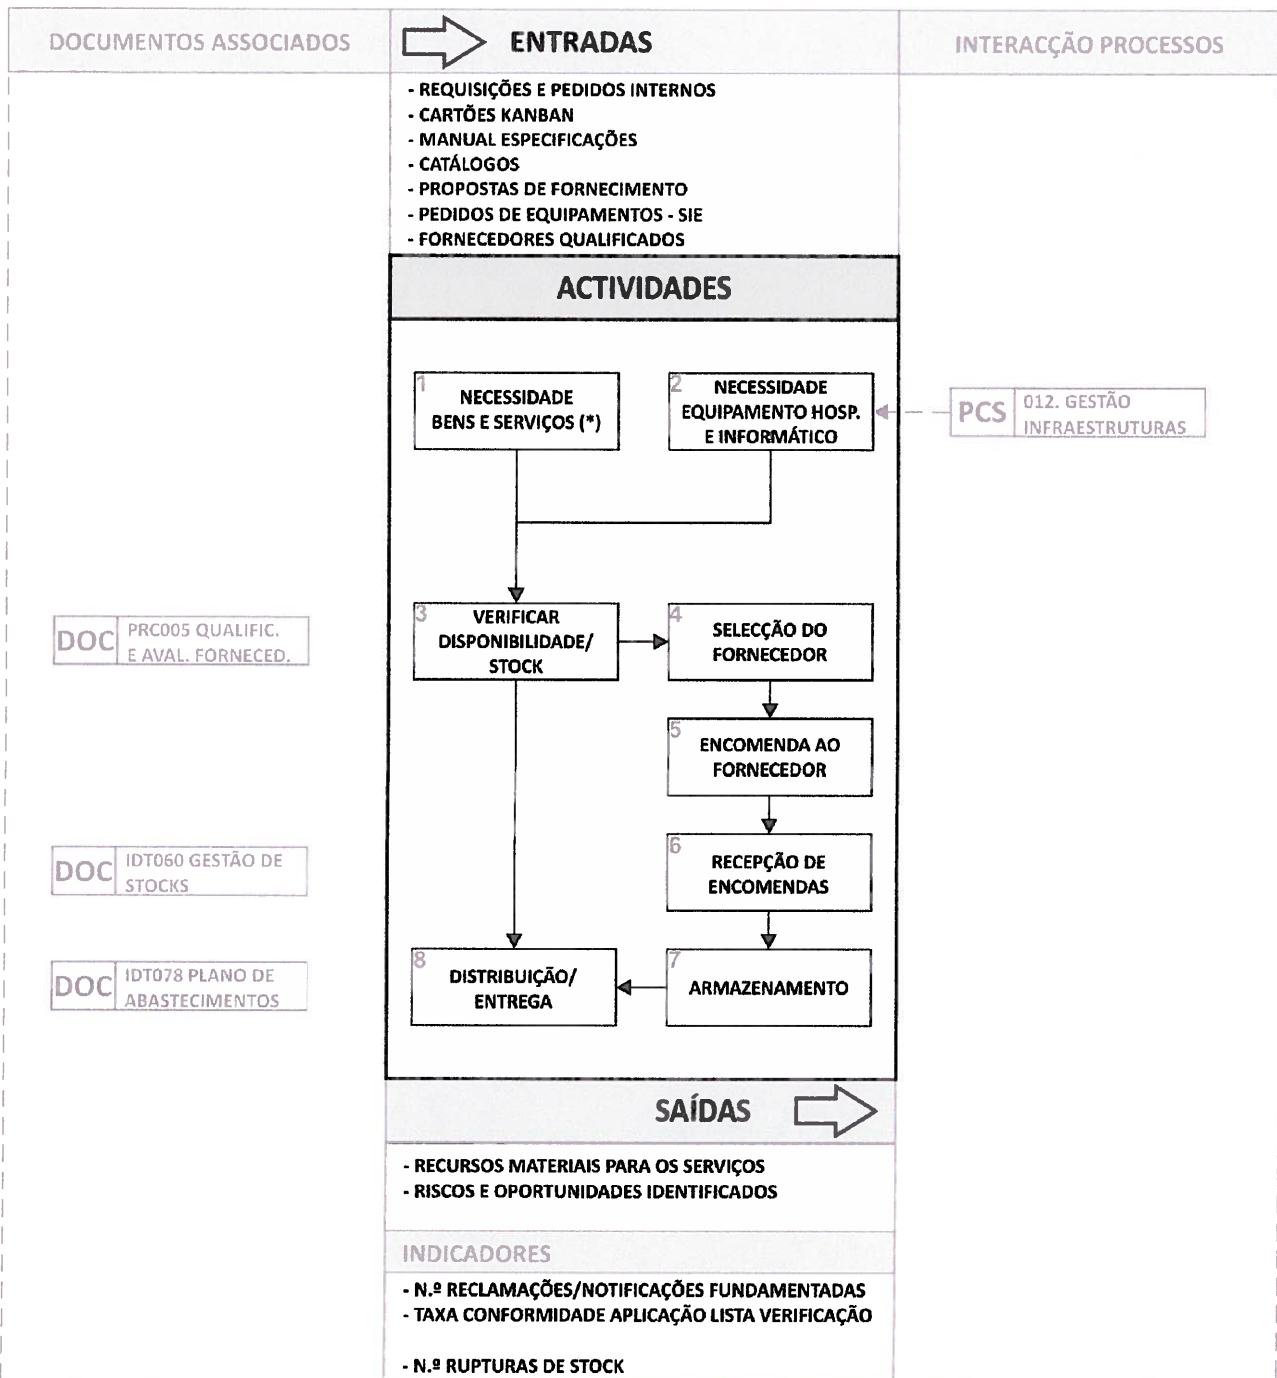 DOCUMENTOS ASSOCIADOS
ENTRADAS
INTERACÇÃO PROCESSOS
- REQUISIÇÕES E PEDIDOS INTERNOS
- CARTÕES KANBAN
- MANUAL ESPECIFICAÇÕES
- CATÁLOGOS
- PROPOSTAS DE FORNECIMENTO
- PEDIDOS DE EQUIPAMENTOS - SIE
- FORNECEDORES QUALIFICADOS
ACTIVIDADES
1
NECESSIDADE
BENS E SERVIÇOS (*)
2
NECESSIDADE
EQUIPAMENTO HOSP.
E INFORMÁTICO
PCS
012. GESTÃO
INFRAESTRUTURAS
DOC
PRC005 QUALIFIC.
E AVAL. FORNECED.
3
VERIFICAR
DISPONIBILIDADE/
STOCK
4
SELECÇÃO DO
FORNECEDOR
5
ENCOMENDA AO
FORNECEDOR
DOC
IDT060 GESTÃO DE
STOCKS
6
RECEPÇÃO DE
ENCOMENDAS
DOC
IDT078 PLANO DE
ABASTECIMENTOS
8
DISTRIBUIÇÃO/
ENTREGA
7
ARMAZENAMENTO
SAÍDAS
- RECURSOS MATERIAIS PARA OS SERVIÇOS
- RISCOS E OPORTUNIDADES IDENTIFICADOS
INDICADORES
- N.º RECLAMAÇÕES/NOTIFICAÇÕES FUNDAMENTADAS
- TAXA CONFORMIDADE APLICAÇÃO LISTA VERIFICAÇÃO
- N.º RUPTURAS DE STOCK